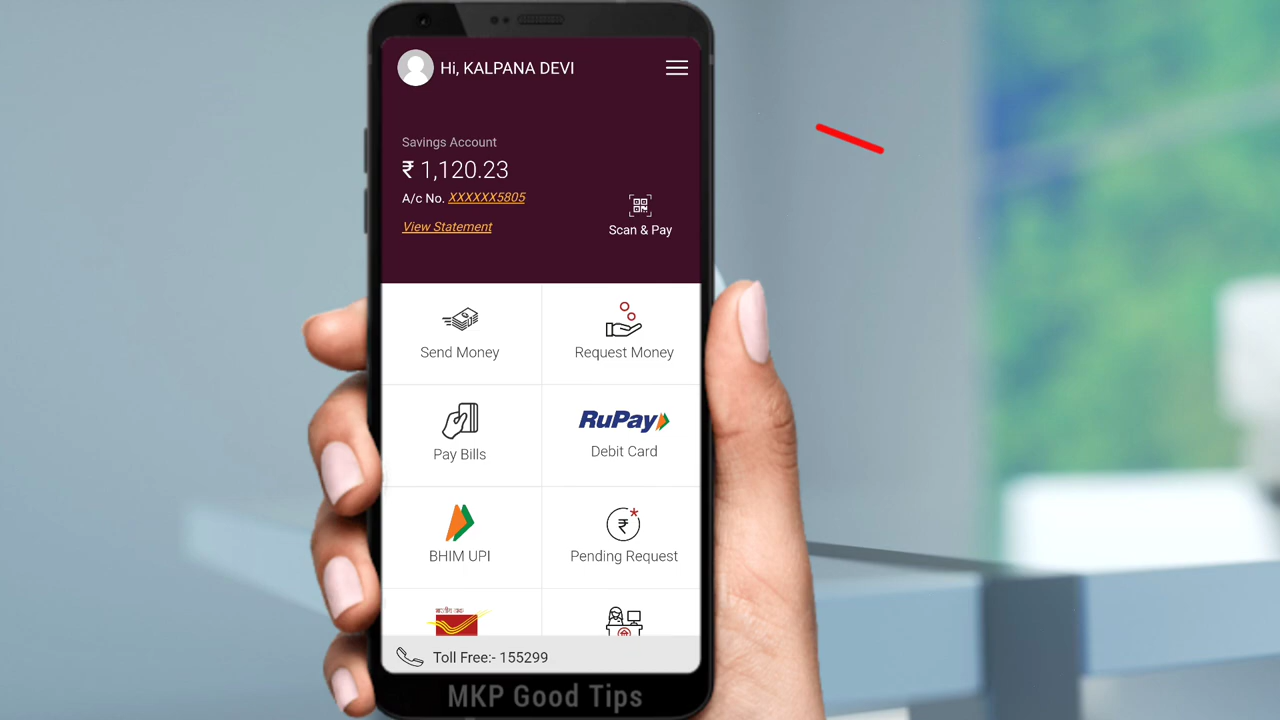 Hi, KALPANA DEVI
Savings Account
₹ 1,120.23
A/c No. XXXXXX5805
View Statement
Scan & Pay
Send Money
Request Money
Pay Bills
RuPay
Debit Card
BHIM UPI
Pending Request
भारतीय डाक
Toll Free:- 155299
MKP Good Tips